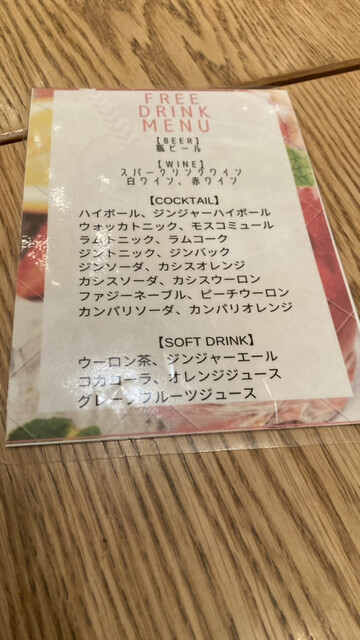 FREE
DRINK
MENU
【BEER】
瓶ビール
【WINE】
スパークリングワイン
白ワイン、赤ワイン
【COCKTAIL】
ハイボール、ジンジャーハイボール
ウォッカトニック、モスコミュール
ラムトニック、ラムコーク
ジントニック、ジンバック
ジンソーダ、カシスオレンジ
カシスソーダ、カシスウーロン
ファジーネーブル、ピーチウーロン
カンパリソーダ、カンパリオレンジ
【SOFT DRINK】
ウーロン茶、ジンジャーエール
コカコーラ、オレンジジュース
グレープフルーツジュース